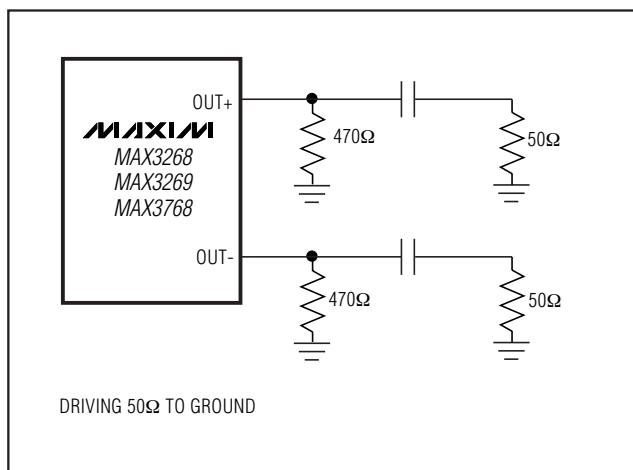 OUT+
MAXIM
MAX3268
MAX3269
MAX3768
470Ω
50Ω
OUT-
470Ω
50Ω
DRIVING 50Ω TO GROUND